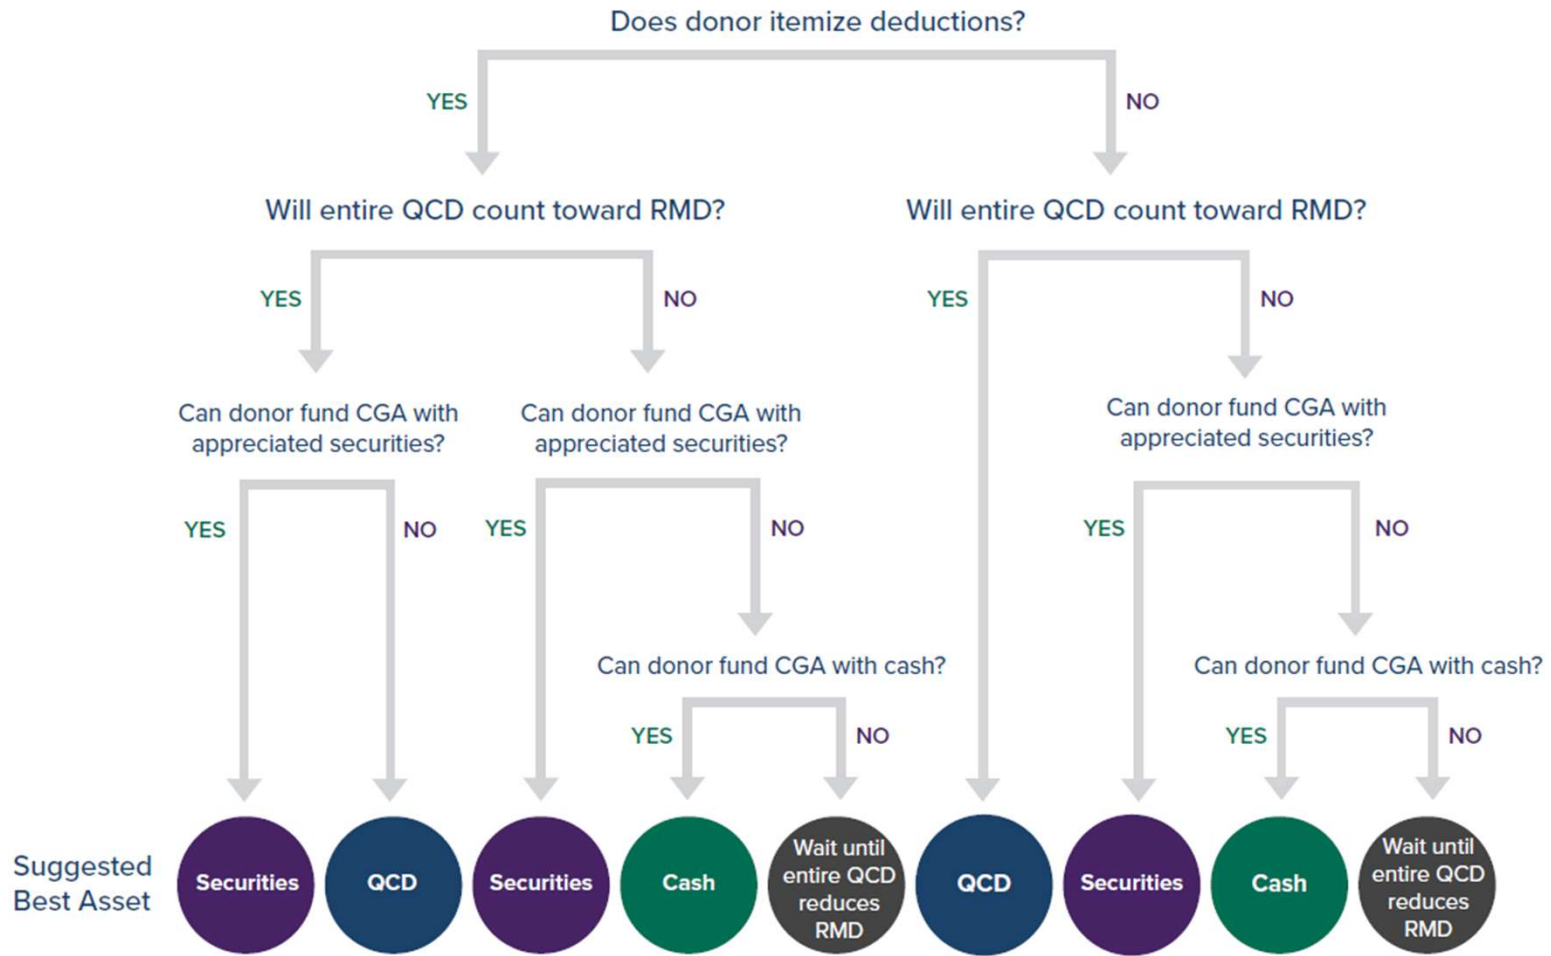 Does donor itemize deductions?
YES
NO
Will entire QCD count toward RMD?
Will entire QCD count toward RMD?
YES
NO
YES
NO
Can donor fund CGA with
appreciated securities?
Can donor fund CGA with
appreciated securities?
Can donor fund CGA with
appreciated securities?
YES
NO
YES
NO
YES
NO
Can donor fund CGA with cash?
Can donor fund CGA with cash?
YES
NO
YES
NO
Suggested
Best Asset
Securities
QCD
Securities
Cash
Wait until
entire QCD
reduces
RMD
QCD
Securities
Cash
Wait until
entire QCD
reduces
RMD